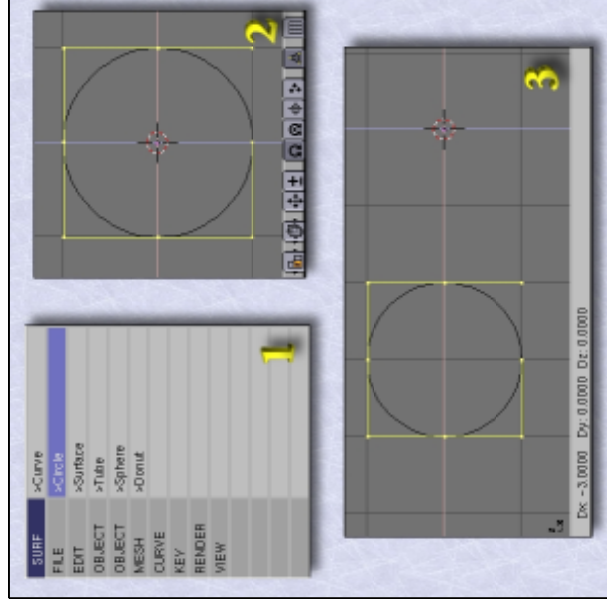 SURF >Curve
FILE >Circle
EDIT >Surface
OBJECT >Tube
OBJECT >Sphere
MESH >Donut
CURVE
KEY
RENDER
VIEW
1
2
3
Dx: -3.0000 Dy: 0.0000 Dz: 0.0000